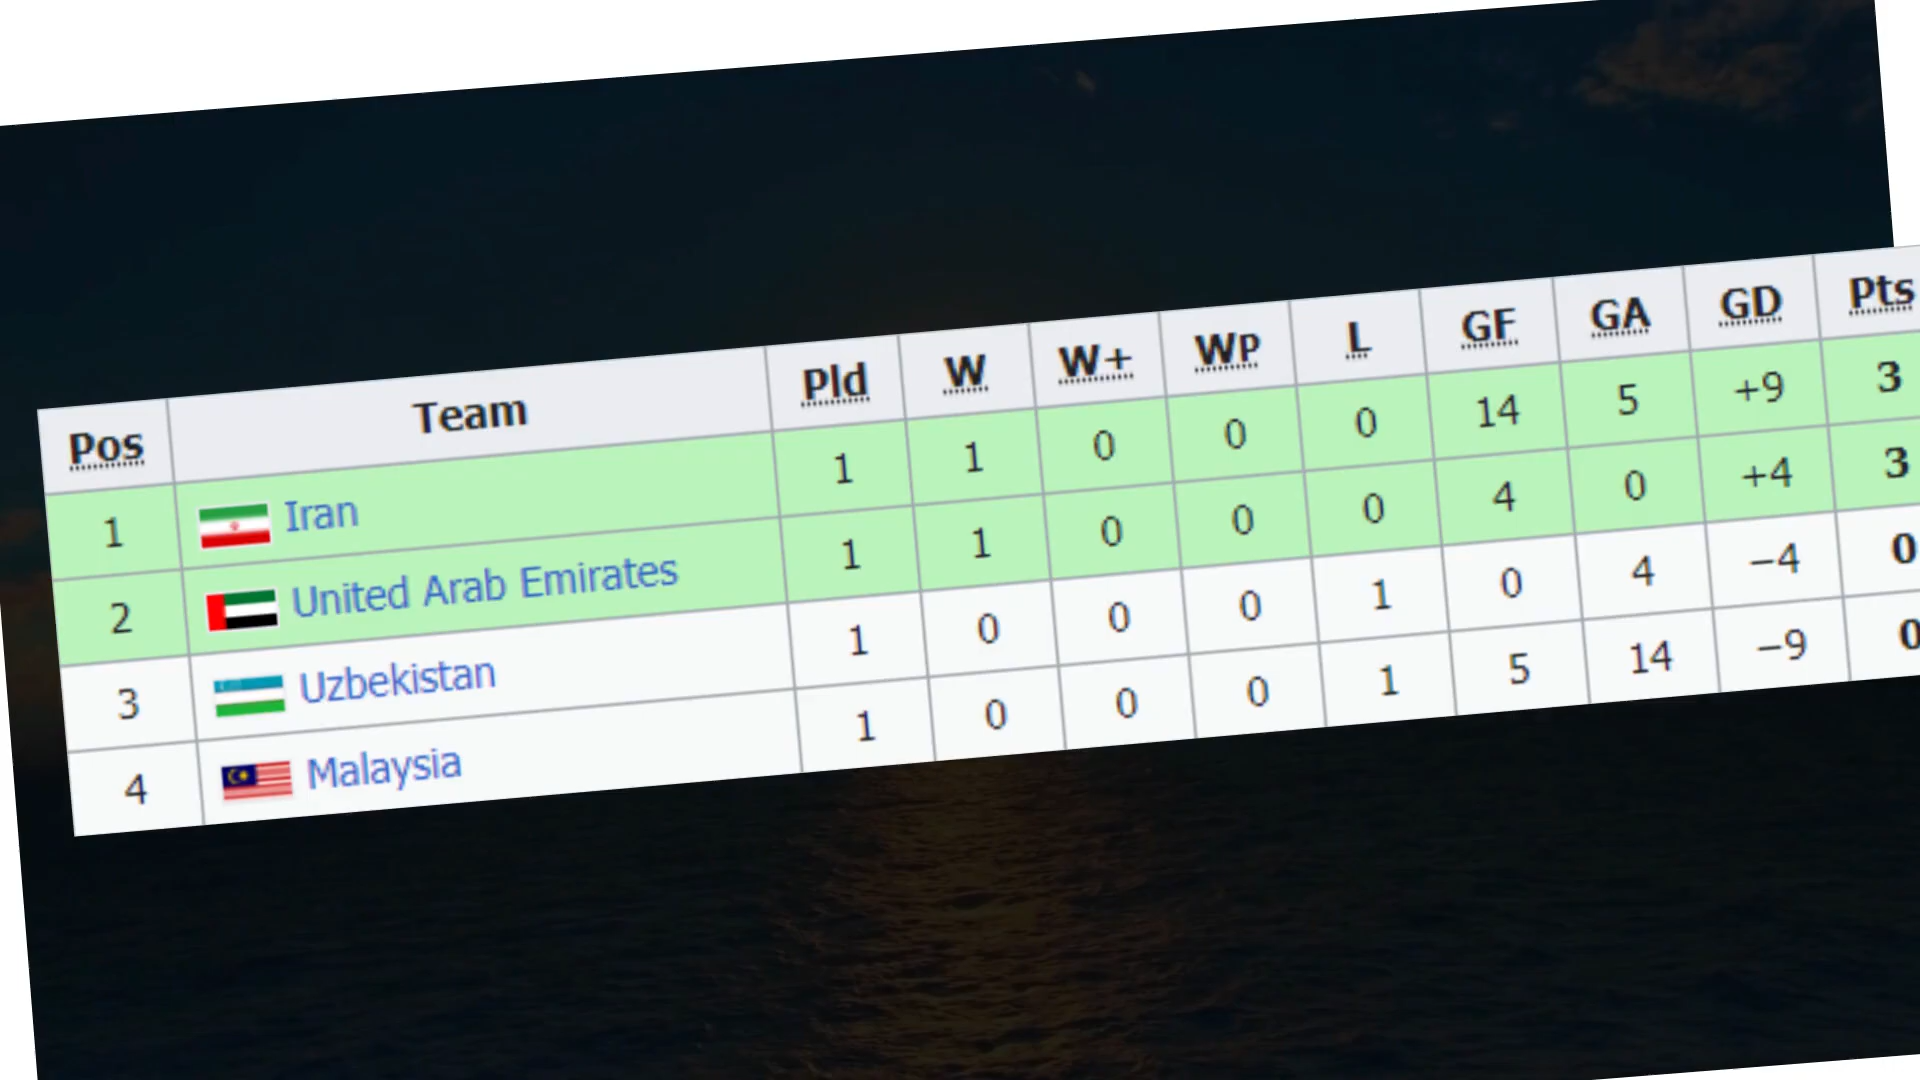 Pos Team Pld W W+ WP L GF GA GD Pts
1 Iran 1 1 0 0 0 14 5 +9 3
2 United Arab Emirates 1 1 0 0 0 4 0 +4 3
3 Uzbekistan 1 0 0 0 1 0 4 −4 0
4 Malaysia 1 0 0 0 1 5 14 −9 0